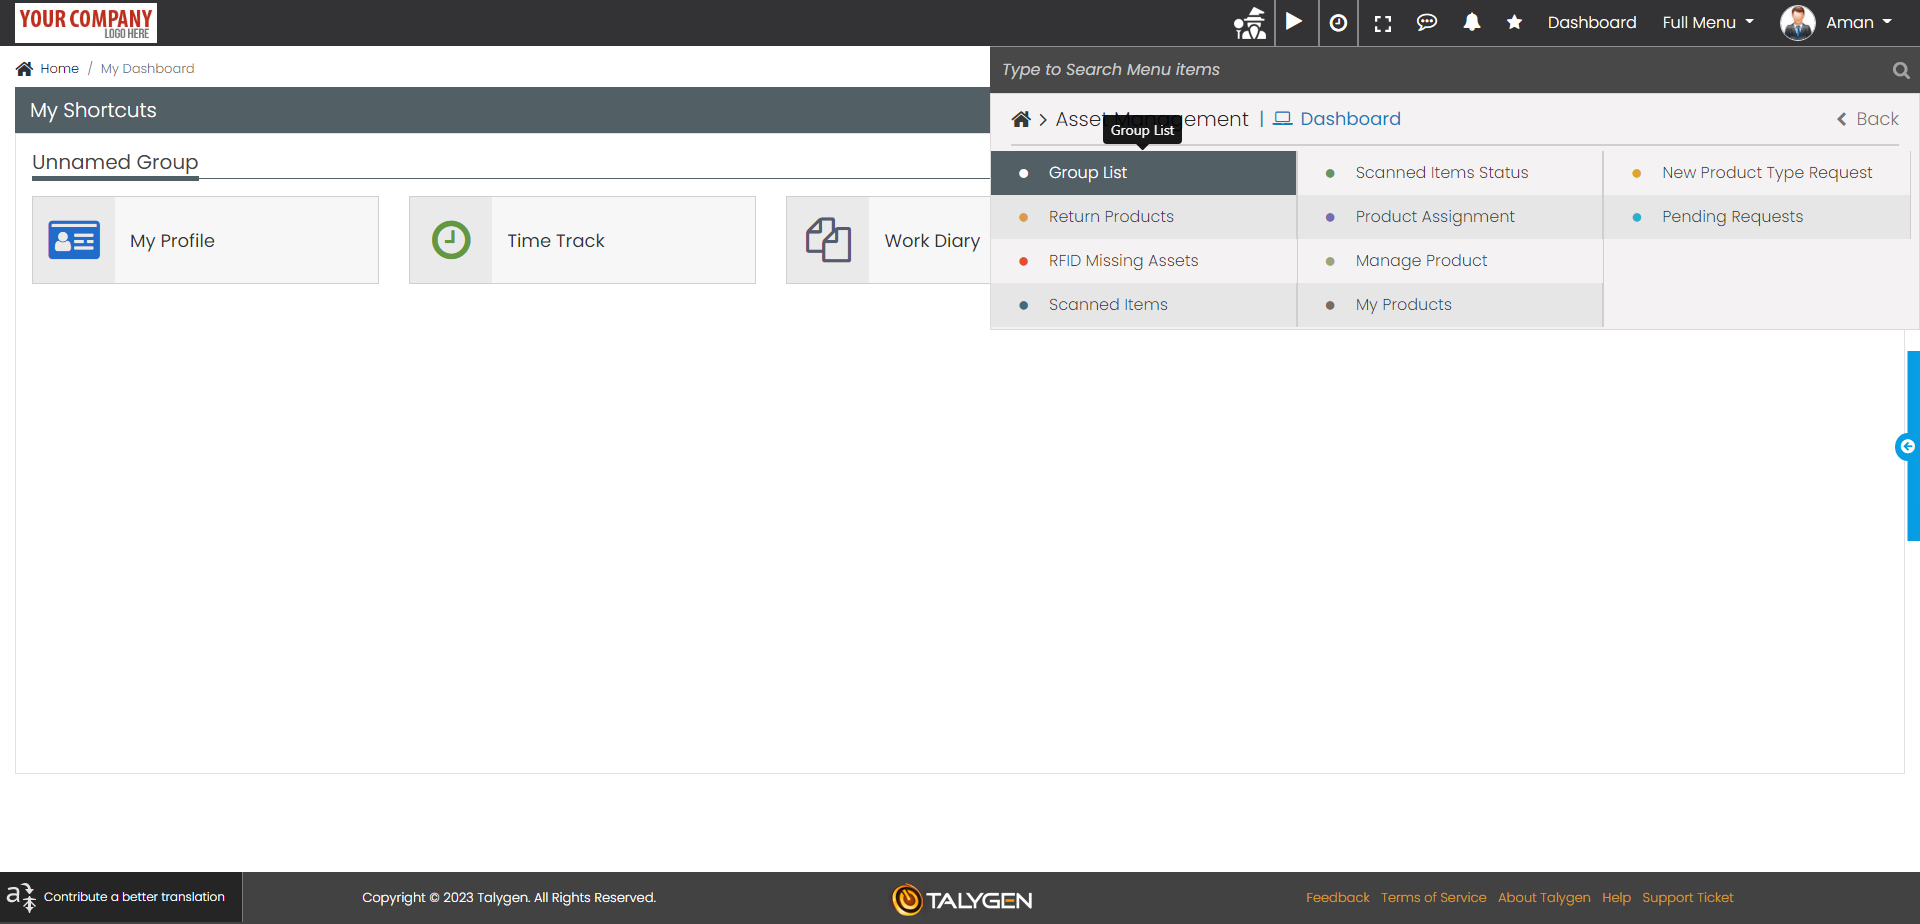 YOUR COMPANY
LOGO HERE
Dashboard
Full Menu
Aman
Home / My Dashboard
Type to Search Menu items
My Shortcuts
Asset Management | Dashboard
Back
Group List
Unnamed Group
Group List
Scanned Items Status
New Product Type Request
Return Products
Product Assignment
Pending Requests
My Profile
Time Track
Work Diary
RFID Missing Assets
Manage Product
Scanned Items
My Products
Contribute a better translation
Copyright © 2023 Talygen. All Rights Reserved.
TALYGEN
Feedback Terms of Service About Talygen Help Support Ticket